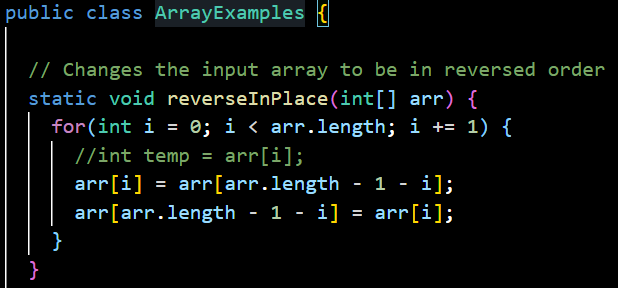 public class ArrayExamples {
// Changes the input array to be in reversed order
static void reverseInPlace(int[] arr) {
for(int i = 0; i < arr.length; i += 1) {
//int temp = arr[i];
arr[i] = arr[arr.length - 1 - i];
arr[arr.length - 1 - i] = arr[i];
}
}